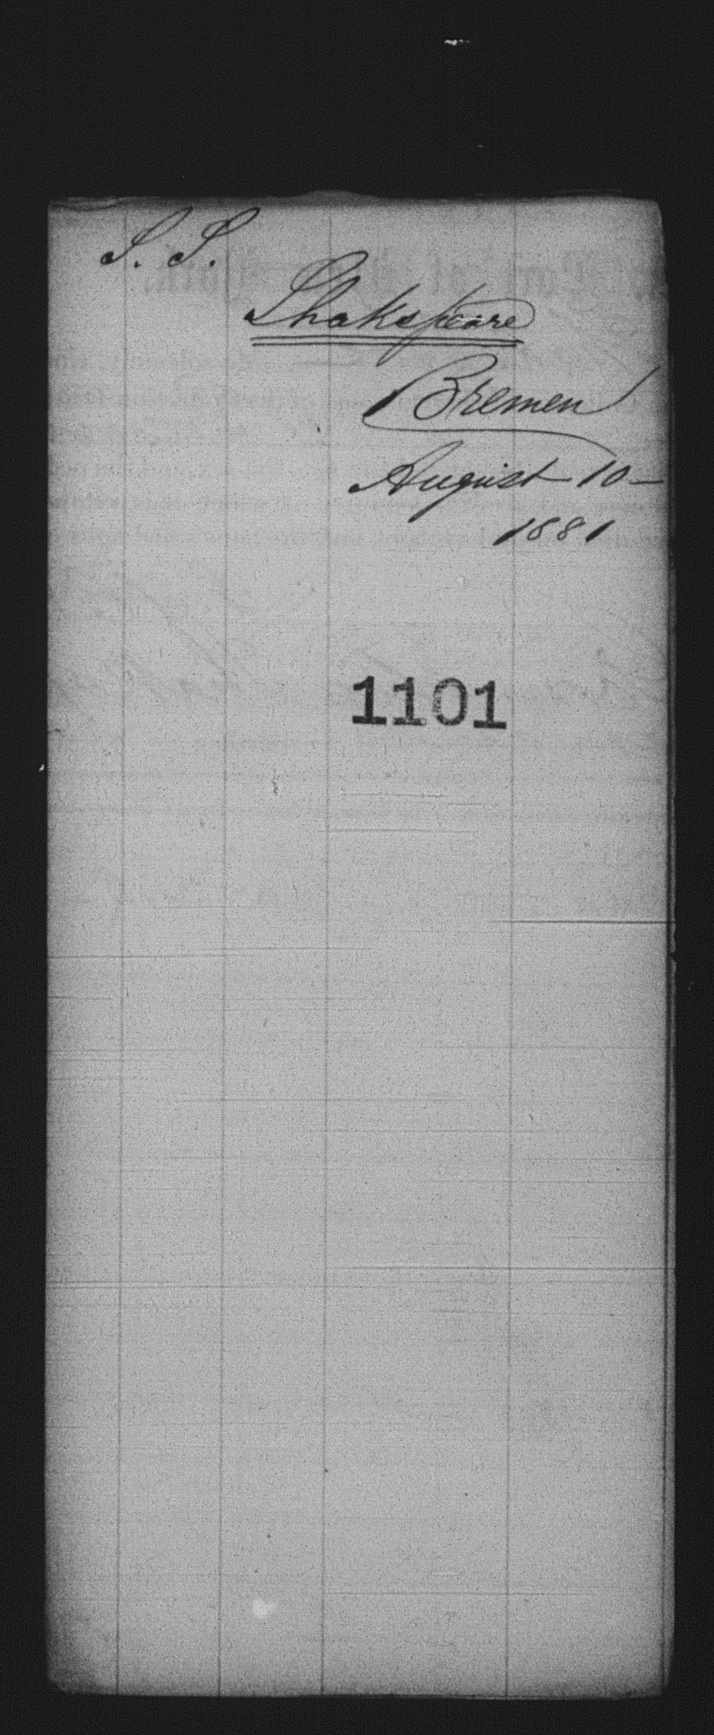 S. S.
Shakspeare
Bremen
August 10-
1881
1101